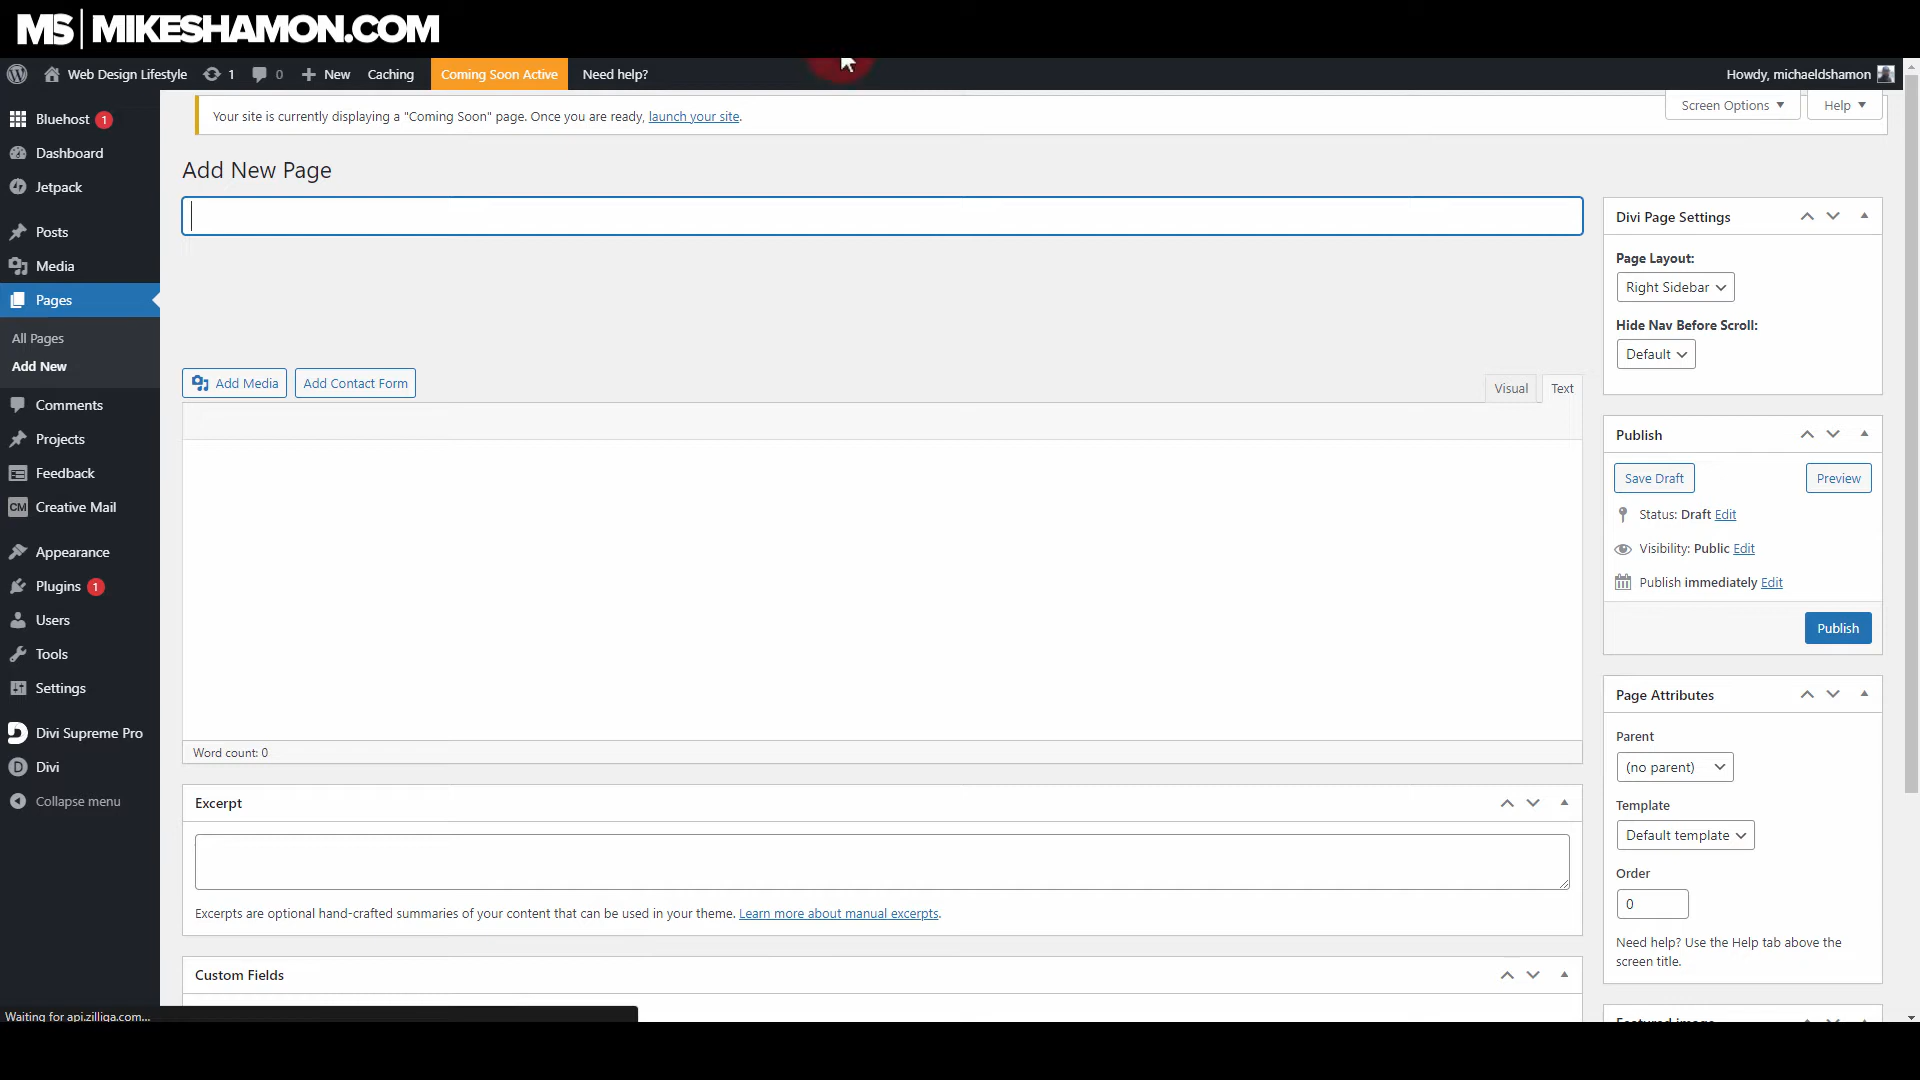 MS | MIKESHAMON.COM
Web Design Lifestyle 1 0 New Caching Coming Soon Active Need help? Howdy, michaeldshamon
Bluehost 1
Dashboard
Jetpack
Posts
Media
Pages
All Pages
Add New
Comments
Projects
Feedback
CM Creative Mail
Appearance
Plugins 1
Users
Tools
Settings
Divi Supreme Pro
D Divi
Collapse menu
Screen Options Help
Your site is currently displaying a "Coming Soon" page. Once you are ready, launch your site.
Add New Page
Add Media Add Contact Form Visual Text
Word count: 0
Excerpt
Excerpts are optional hand-crafted summaries of your content that can be used in your theme. Learn more about manual excerpts.
Custom Fields
Divi Page Settings
Page Layout:
Right Sidebar
Hide Nav Before Scroll:
Default
Publish
Save Draft Preview
Status: Draft Edit
Visibility: Public Edit
Publish immediately Edit
Publish
Page Attributes
Parent
(no parent)
Template
Default template
Order
0
Need help? Use the Help tab above the
screen title.
Featured image
Waiting for api.zilliqa.com...